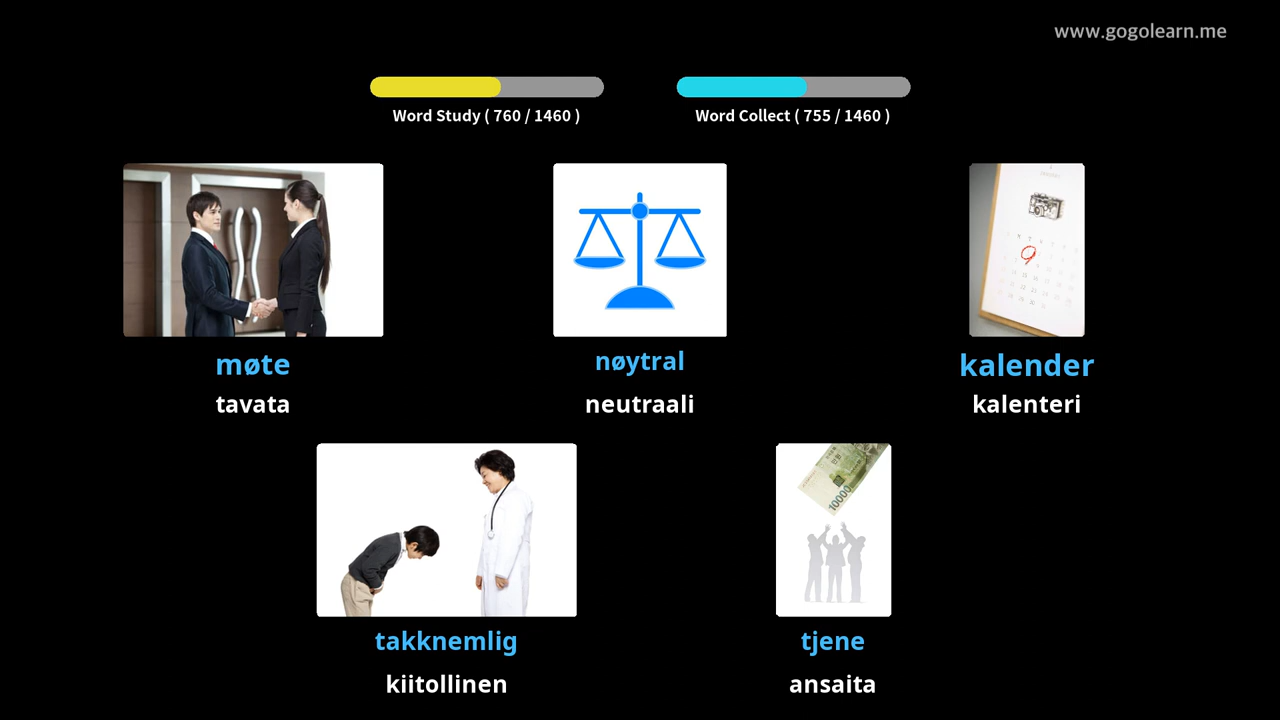 www.gogolearn.me
Word Study ( 760 / 1460 )
Word Collect ( 755 / 1460 )
møte
tavata
nøytral
neutraali
kalender
kalenteri
10000
takknemlig
kiitollinen
tjene
ansaita